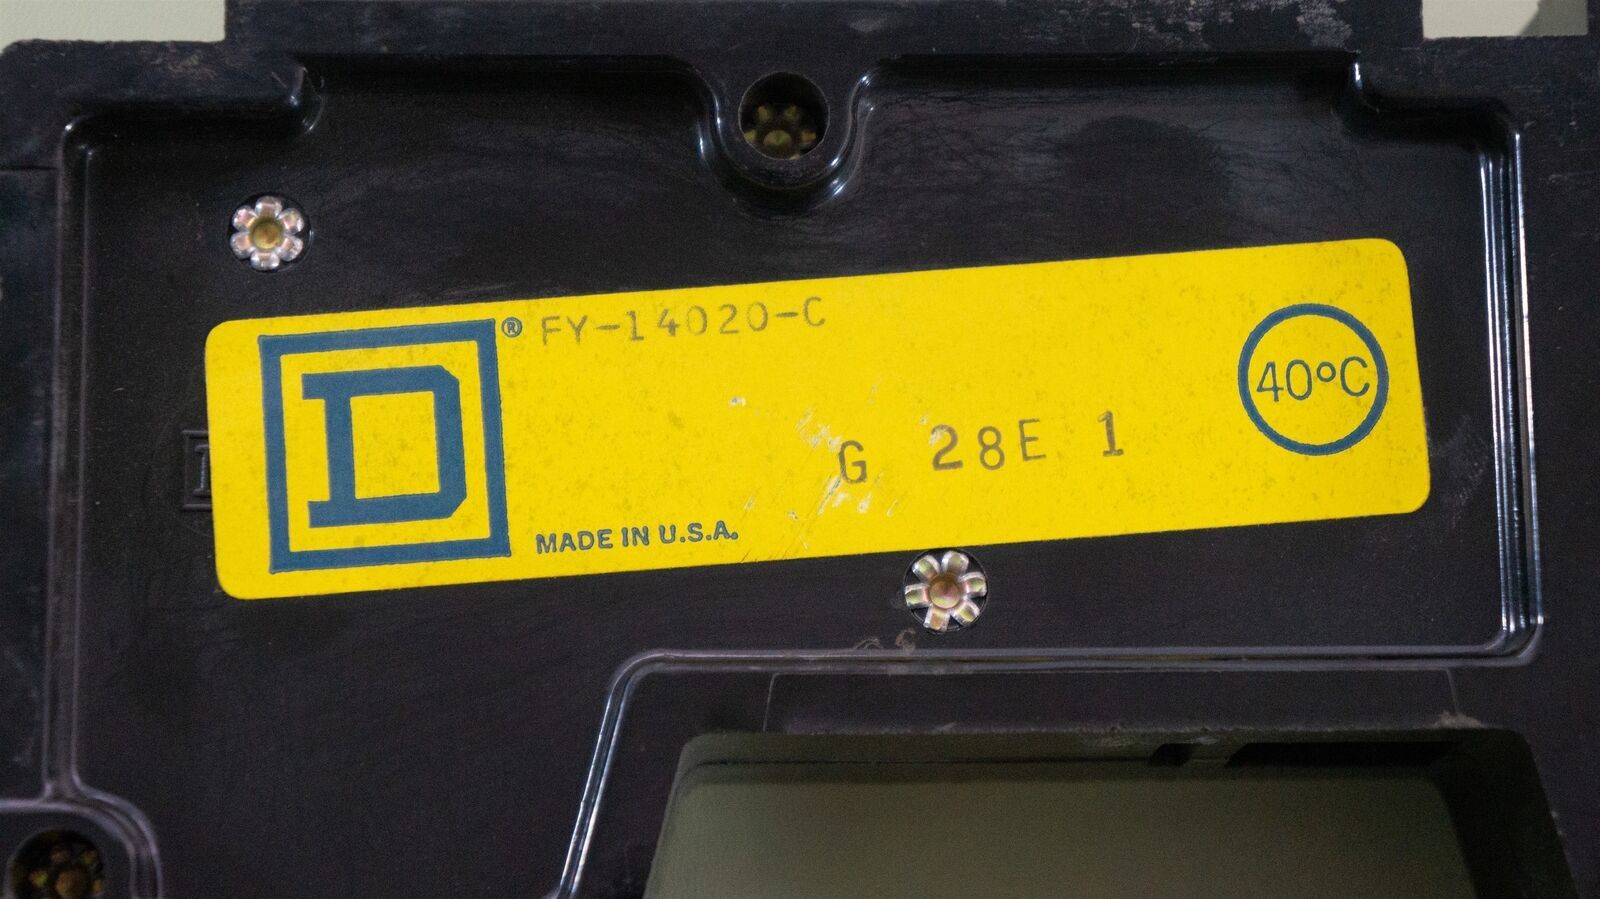 D® FY-14020-C
G 28E 1
40°C
MADE IN U.S.A.